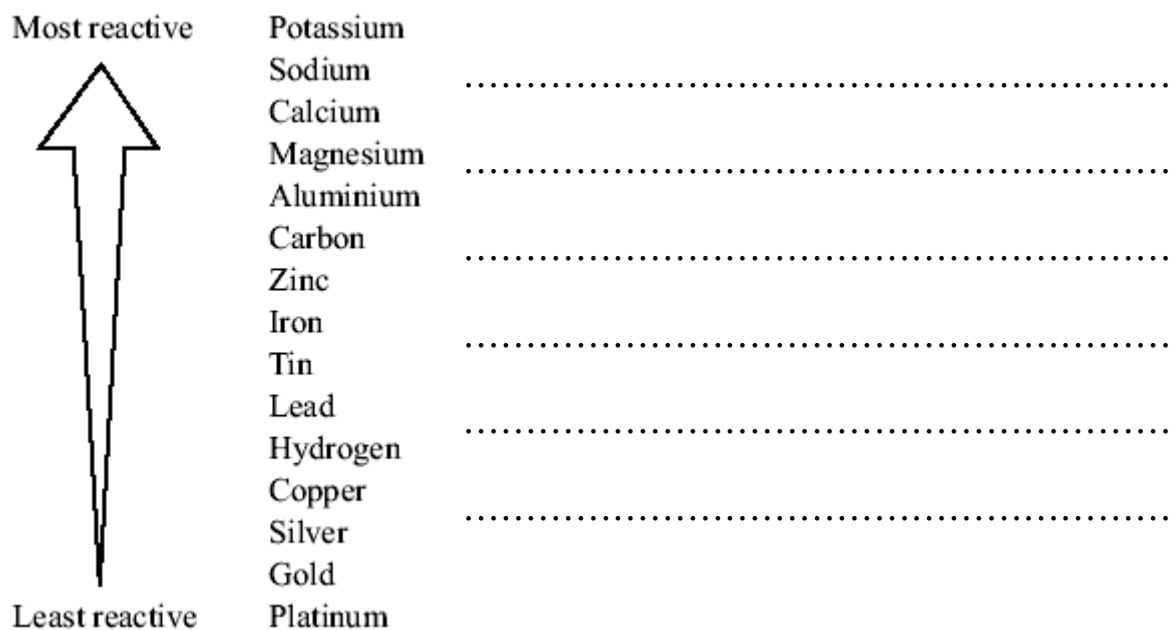 Most reactive Potassium
Sodium
Calcium
Magnesium
Aluminium
Carbon
Zinc
Iron
Tin
Lead
Hydrogen
Copper
Silver
Gold
Least reactive Platinum